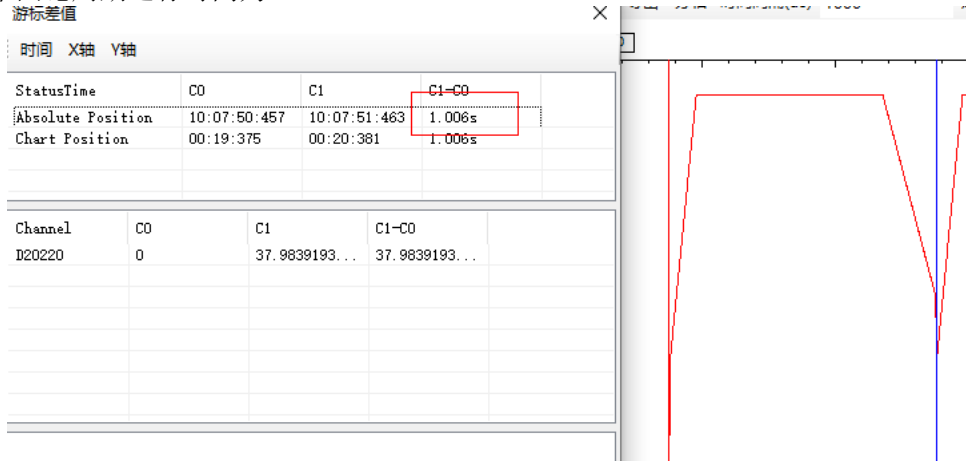 游标差值
时间 X轴 Y轴
StatusTime C0 C1 C1-C0
Absolute Position 10:07:50:457 10:07:51:463 1.006s
Chart Position 00:19:375 00:20:381 1.006s
Channel C0 C1 C1-C0
D20220 0 37.9839193... 37.9839193...